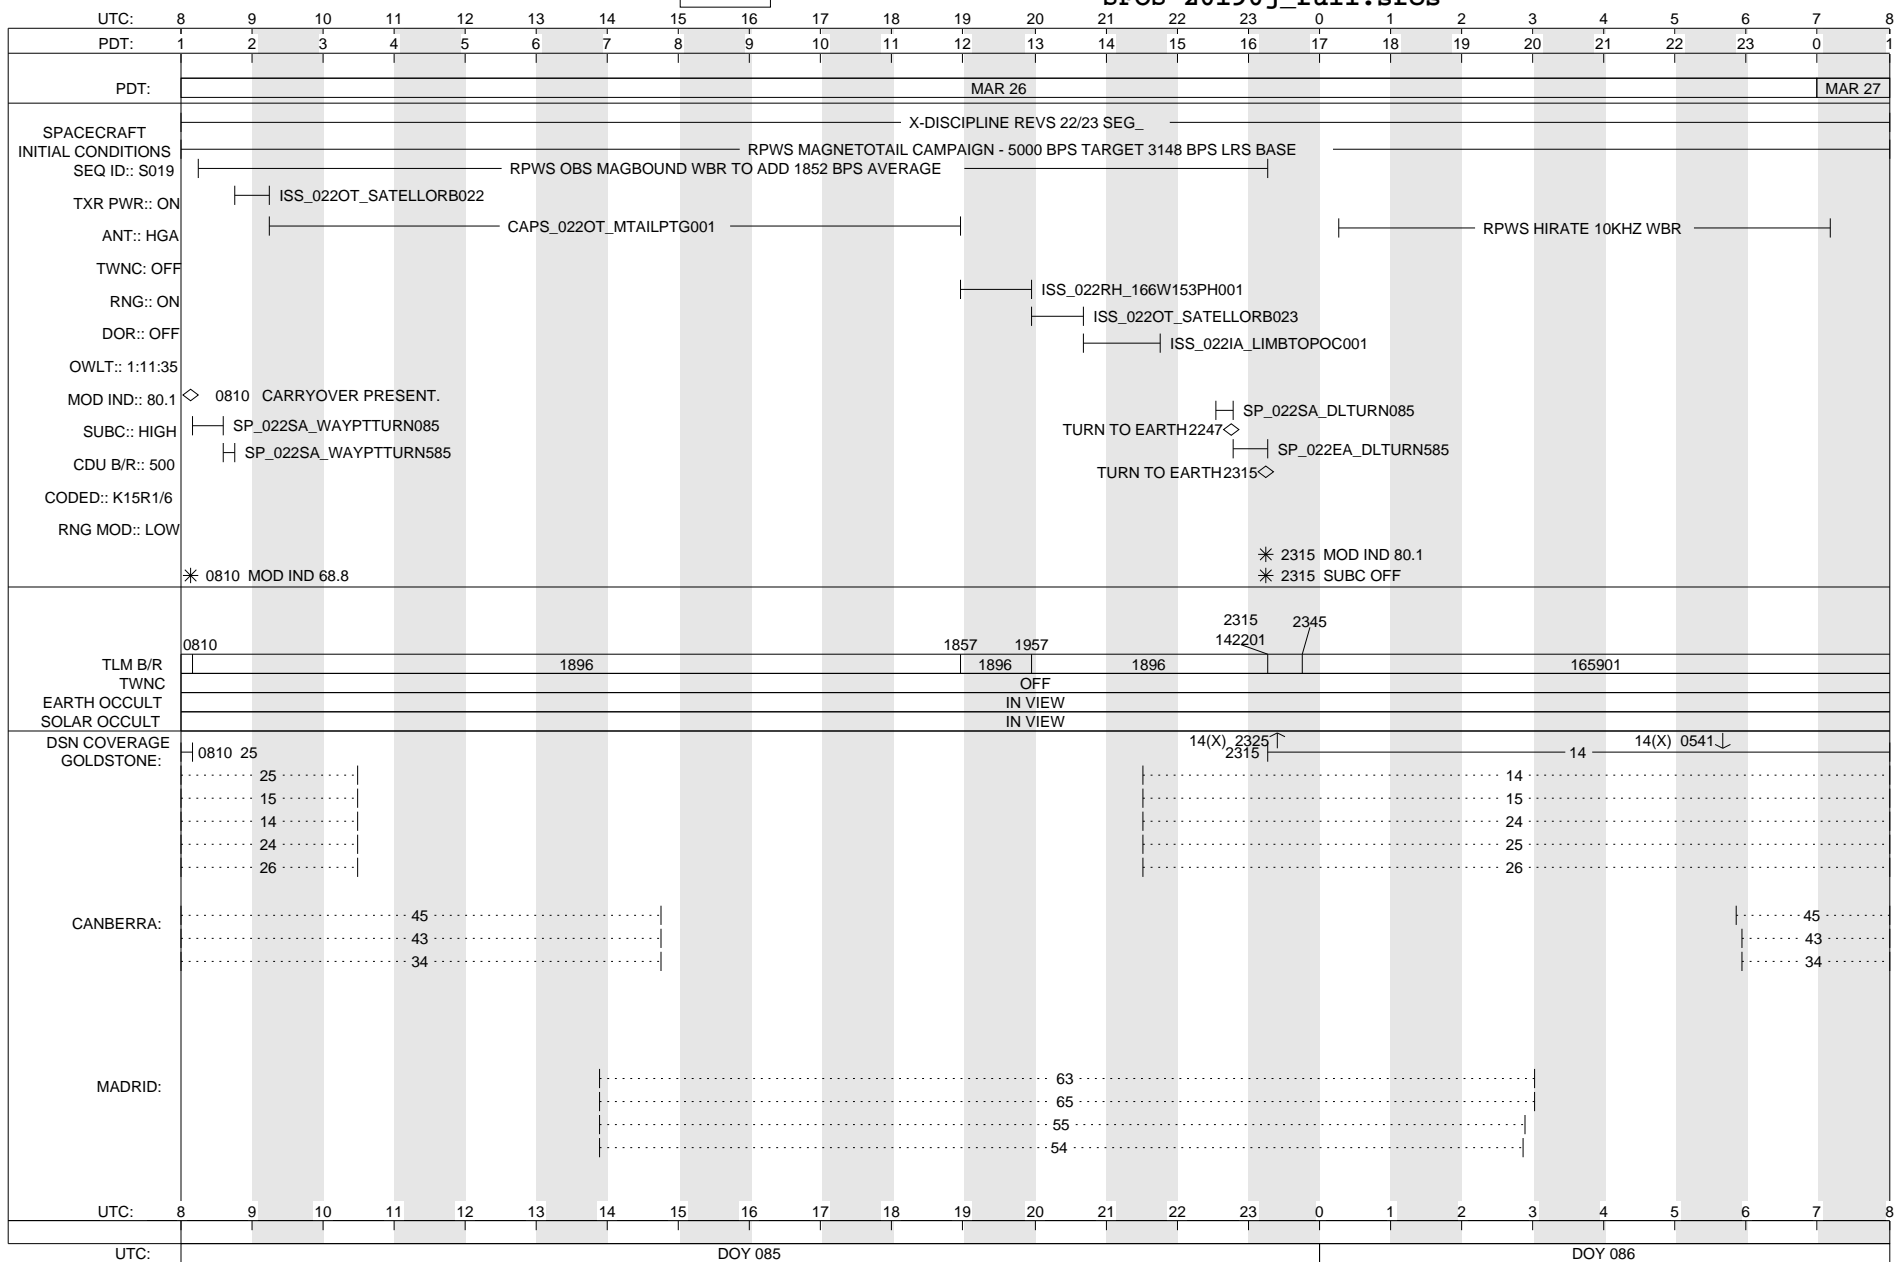 UTC: 8 9 10 11 12 13 14 15 16 17 18 19 20 21 22 23 0 1 2 3 4 5 6 7 8
PDT: 1 2 3 4 5 6 7 8 9 10 11 12 13 14 15 16 17 18 19 20 21 22 23 0 1
PDT: MAR 26 MAR 27
X-DISCIPLINE REVS 22/23 SEG_
SPACECRAFT
INITIAL CONDITIONS
RPWS MAGNETOTAIL CAMPAIGN - 5000 BPS TARGET 3148 BPS LRS BASE
SEQ ID:: S019
RPWS OBS MAGBOUND WBR TO ADD 1852 BPS AVERAGE
ISS_022OT_SATELLORB022
TXR PWR:: ON
CAPS_022OT_MTAILPTG001
RPWS HIRATE 10KHZ WBR
ANT:: HGA
TWNC: OFF
ISS_022RH_166W153PH001
RNG:: ON
ISS_022OT_SATELLORB023
DOR:: OFF
ISS_022IA_LIMBTOPOC001
OWLT:: 1:11:35
MOD IND:: 80.1
0810 CARRYOVER PRESENT.
SP_022SA_DLTURN085
SP_022SA_WAYPTTURN085
TURN TO EARTH 2247
SUBC:: HIGH
SP_022SA_WAYPTTURN585
SP_022EA_DLTURN585
CDU B/R:: 500
TURN TO EARTH 2315
CODED:: K15R1/6
RNG MOD:: LOW
2315 MOD IND 80.1
0810 MOD IND 68.8
2315 SUBC OFF
2315 2345
0810 1857 1957 142201
TLM B/R 1896 1896 1896 165901
TWNC OFF
EARTH OCCULT IN VIEW
SOLAR OCCULT IN VIEW
DSN COVERAGE 14(X) 2325 14(X) 0541
GOLDSTONE: 0810 25 2315 14
25 14
15 15
14 24
24 25
26 26
CANBERRA: 45 45
43 43
34 34
MADRID: 63
65
55
54
UTC: 8 9 10 11 12 13 14 15 16 17 18 19 20 21 22 23 0 1 2 3 4 5 6 7 8
UTC: DOY 085 DOY 086